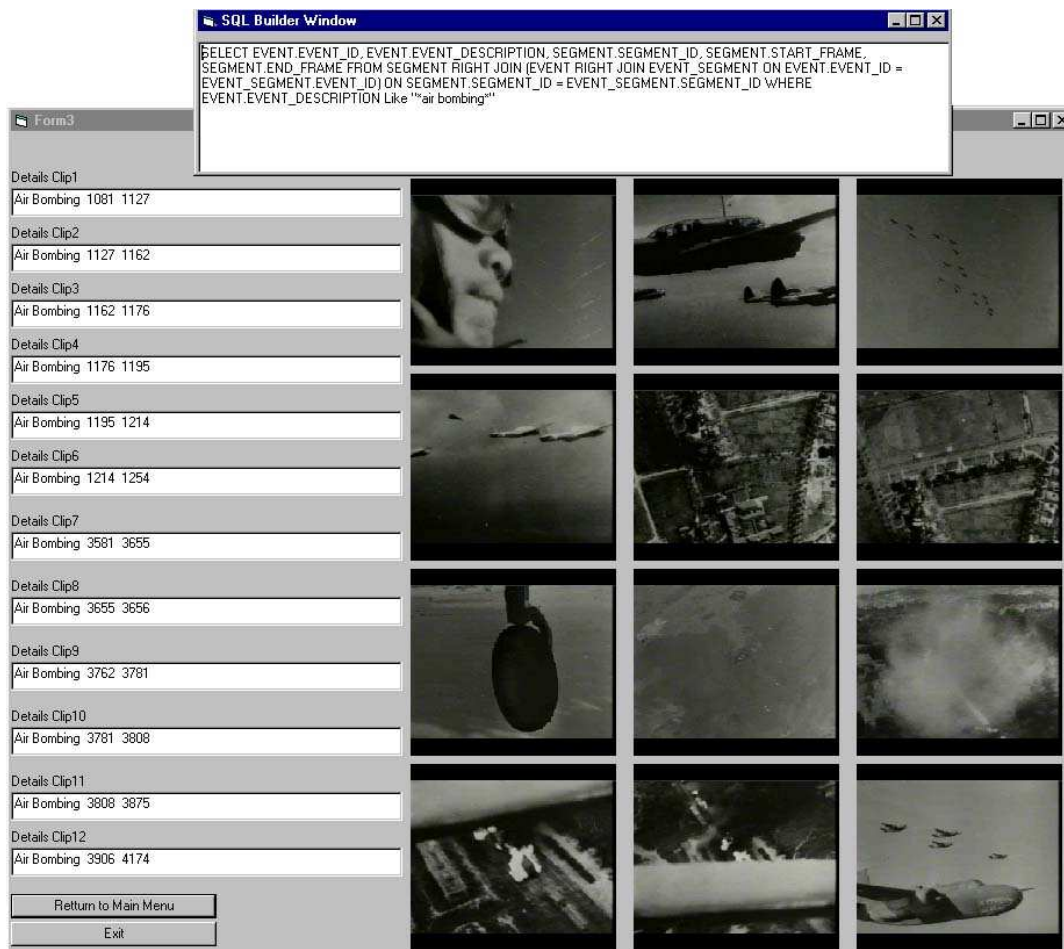 SQL Builder Window
SELECT EVENT.EVENT_ID, EVENT.EVENT_DESCRIPTION, SEGMENT.SEGMENT_ID, SEGMENT.START_FRAME,
SEGMENT.END_FRAME FROM SEGMENT RIGHT JOIN (EVENT RIGHT JOIN EVENT_SEGMENT ON EVENT.EVENT_ID =
EVENT_SEGMENT.EVENT_ID) ON SEGMENT.SEGMENT_ID = EVENT_SEGMENT.SEGMENT_ID WHERE
EVENT.EVENT_DESCRIPTION Like "*air bombing*"
Form3
Details Clip1
Air Bombing 1081 1127
Details Clip2
Air Bombing 1127 1162
Details Clip3
Air Bombing 1162 1176
Details Clip4
Air Bombing 1176 1195
Details Clip5
Air Bombing 1195 1214
Details Clip6
Air Bombing 1214 1254
Details Clip7
Air Bombing 3581 3655
Details Clip8
Air Bombing 3655 3656
Details Clip9
Air Bombing 3762 3781
Details Clip10
Air Bombing 3781 3808
Details Clip11
Air Bombing 3808 3875
Details Clip12
Air Bombing 3906 4174
Retturn to Main Menu
Exit